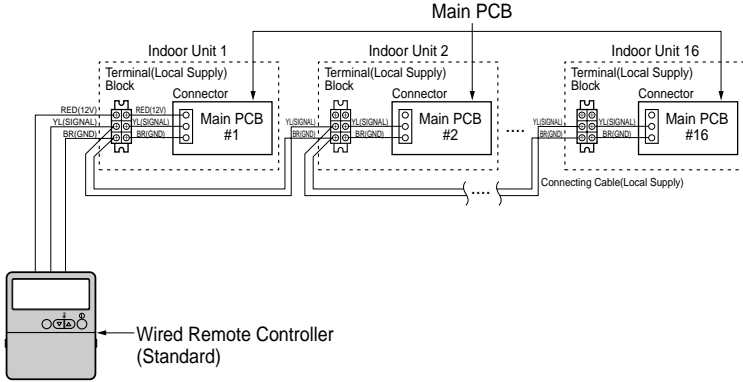 Main PCB
Indoor Unit 1
Indoor Unit 2
Indoor Unit 16
Terminal(Local Supply)
Block
Connector
Terminal(Local Supply)
Block
Connector
Terminal(Local Supply)
Block
Connector
RED(12V)
RED(12V)
YL(SIGNAL)
YL(SIGNAL)
BR(GND)
BR(GND)
Main PCB
#1
YL(SIGNAL)
YL(SIGNAL)
BR(GND)
BR(GND)
Main PCB
#2
....
YL(SIGNAL)
YL(SIGNAL)
BR(GND)
BR(GND)
Main PCB
#16
....
Connecting Cable(Local Supply)
Wired Remote Controller
(Standard)